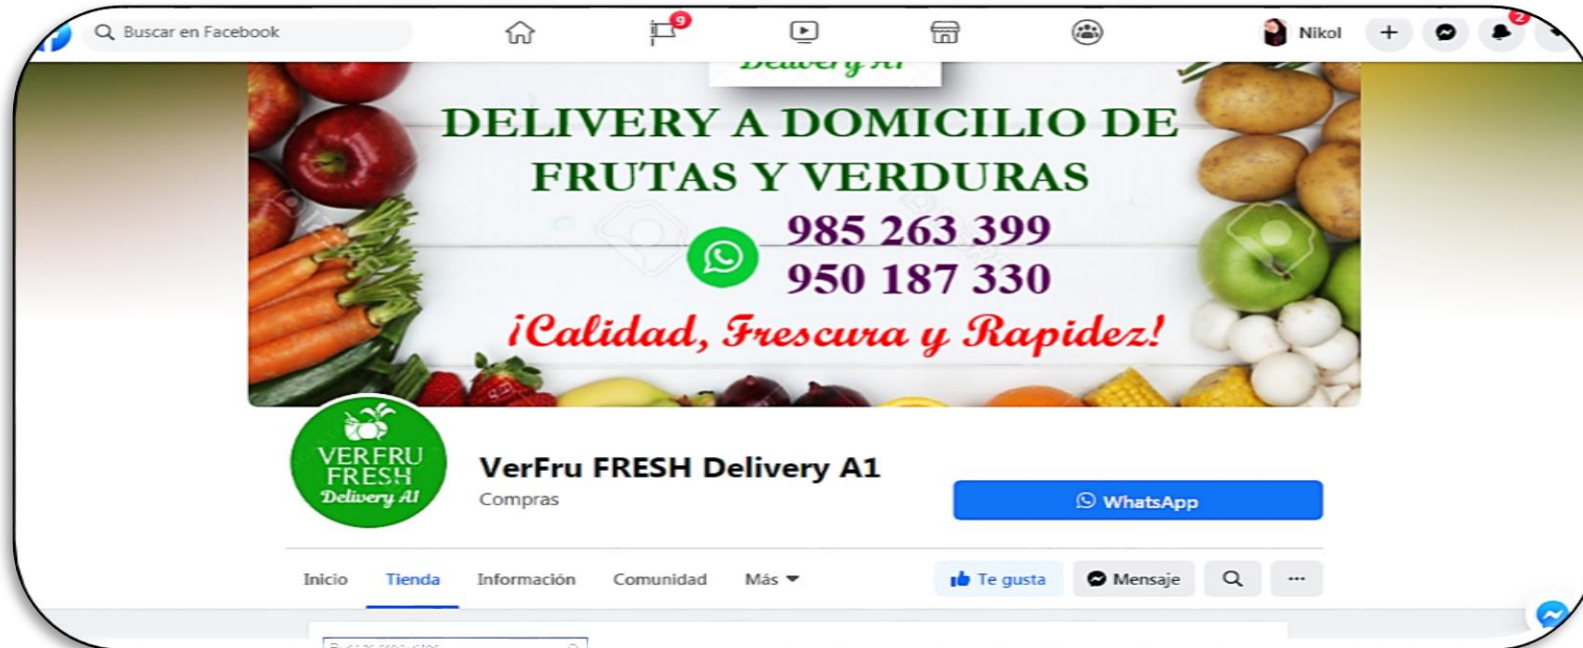 Buscar en Facebook
9
Nikol
2
Delivery A1
DELIVERY A DOMICILIO DE
FRUTAS Y VERDURAS
985 263 399
950 187 330
¡Calidad, Frescura y Rapidez!
VERFRU
FRESH
Delivery A1
VerFru FRESH Delivery A1
Compras
WhatsApp
Inicio Tienda Información Comunidad Más
Te gusta Mensaje